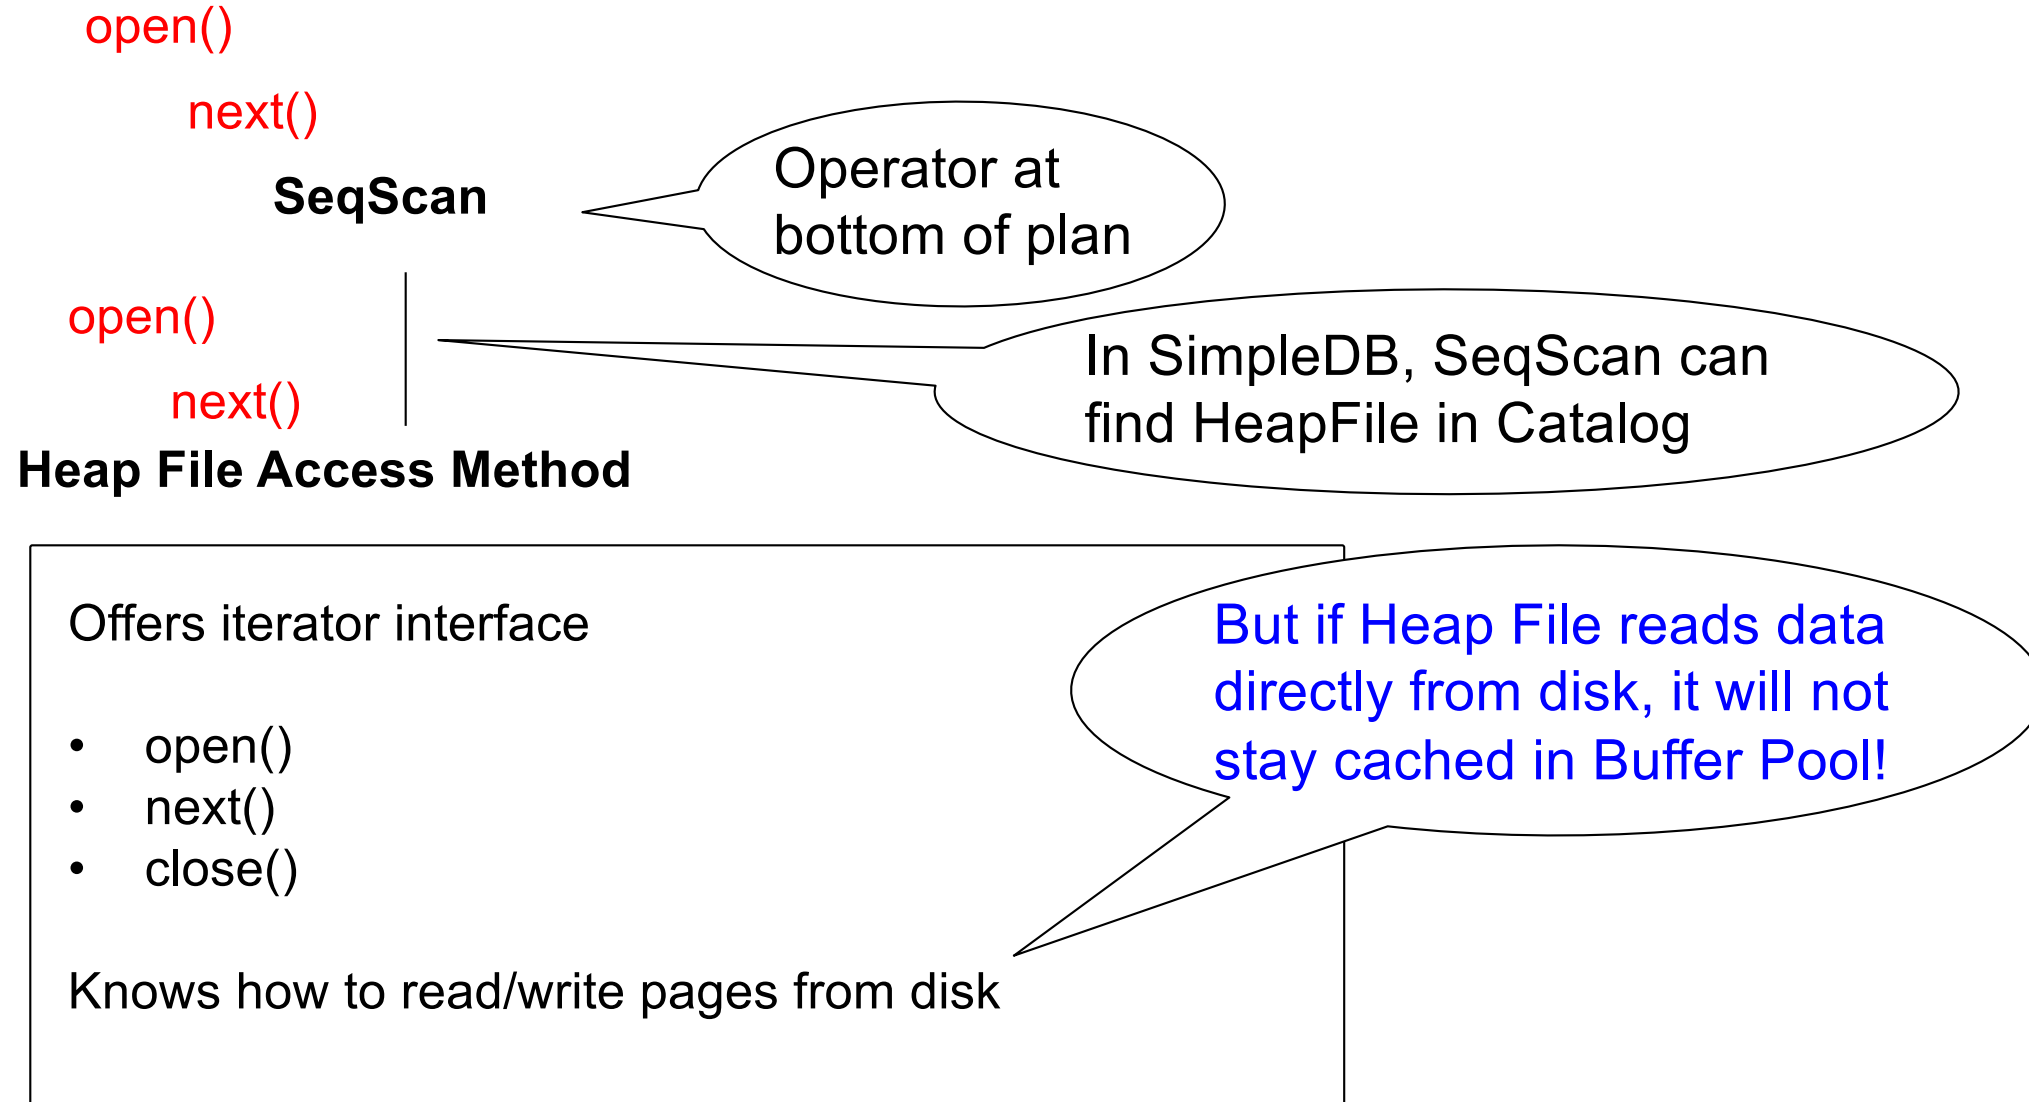 open()
next()
SeqScan
Operator at
bottom of plan
open()
next()
In SimpleDB, SeqScan can
find HeapFile in Catalog
Heap File Access Method
Offers iterator interface
• open()
• next()
• close()
Knows how to read/write pages from disk
But if Heap File reads data
directly from disk, it will not
stay cached in Buffer Pool!